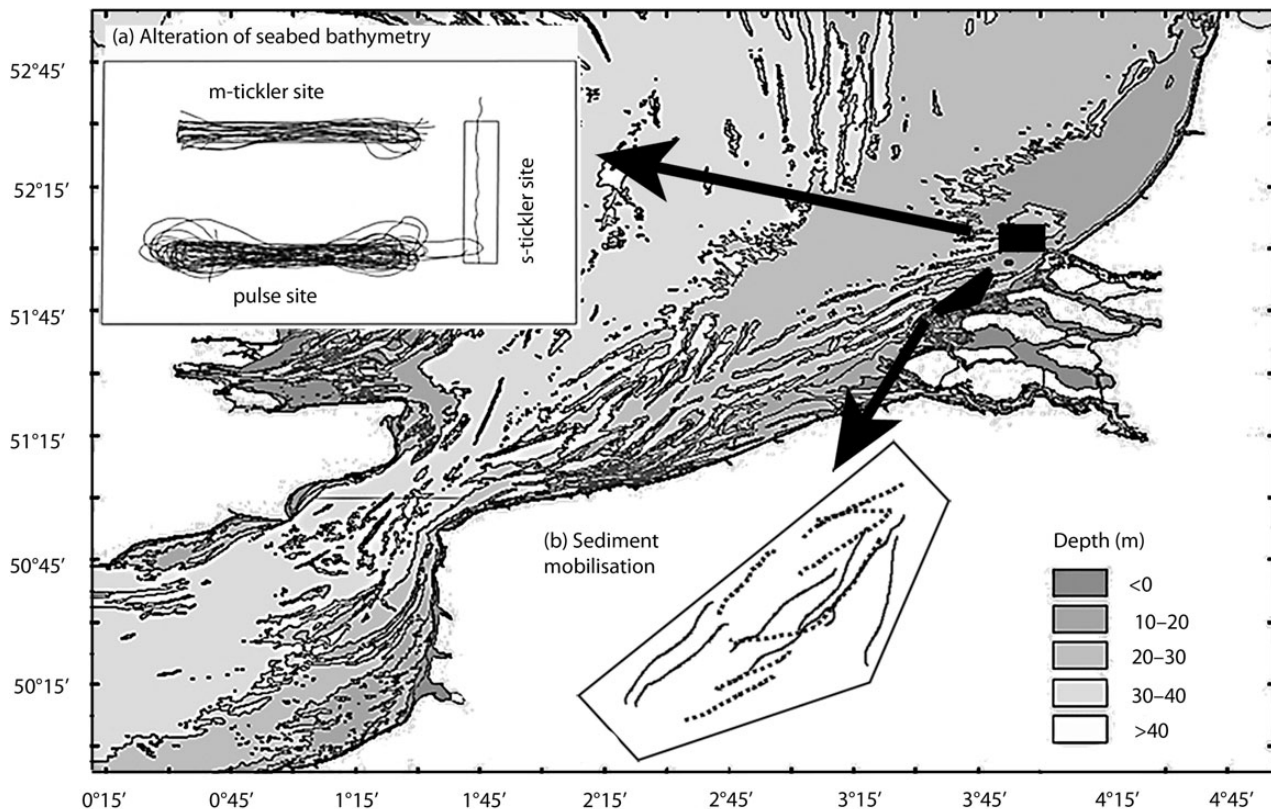 (a) Alteration of seabed bathymetry
m-tickler site
s-tickler site
pulse site
52°45′
52°15′
51°45′
51°15′
50°45′
50°15′
(b) Sediment
mobilisation
Depth (m)
<0
10–20
20–30
30–40
>40
0°15′ 0°45′ 1°15′ 1°45′ 2°15′ 2°45′ 3°15′ 3°45′ 4°15′ 4°45′